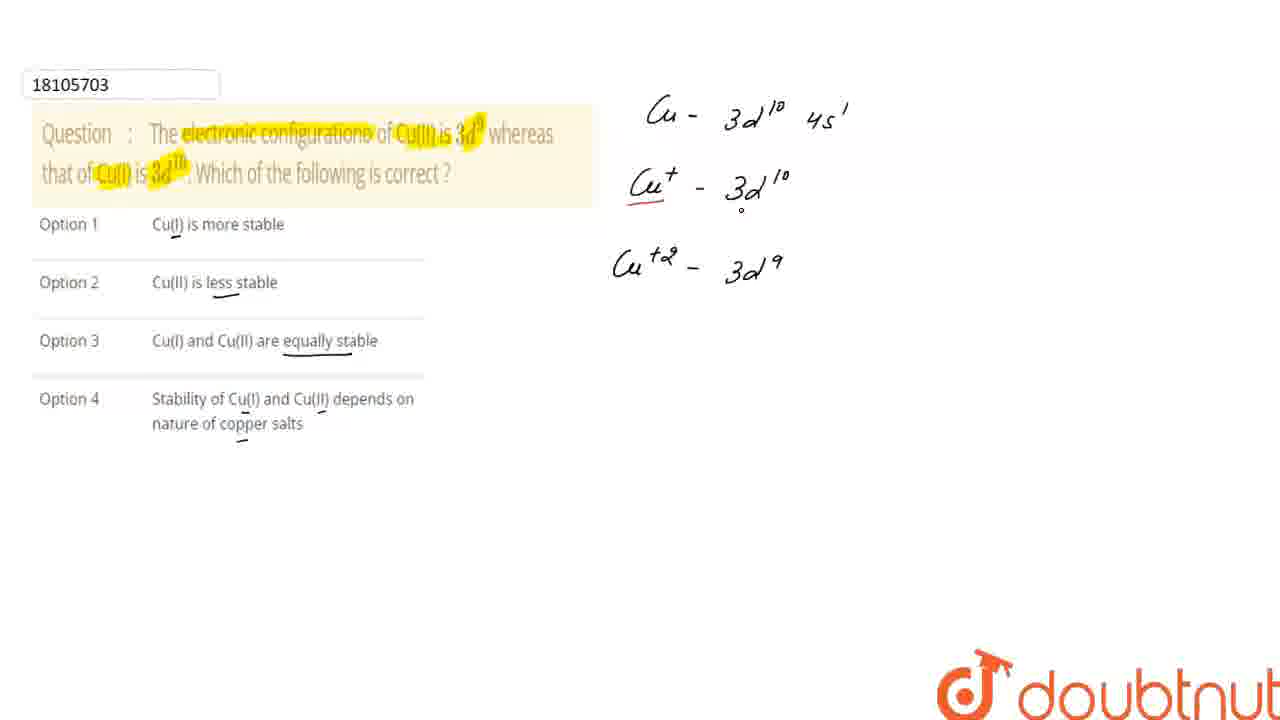 18105703
Question : The electronic configurationo of Cu(II) is 3d⁹ whereas
that of Cu(I) is 3d¹⁰. Which of the following is correct ?
Option 1 Cu(I) is more stable
Option 2 Cu(II) is less stable
Option 3 Cu(I) and Cu(II) are equally stable
Option 4 Stability of Cu(I) and Cu(II) depends on
nature of copper salts
Cu - 3d¹⁰ 4s¹
Cu⁺ - 3d¹⁰
Cu⁺² - 3d⁹
doubtnut